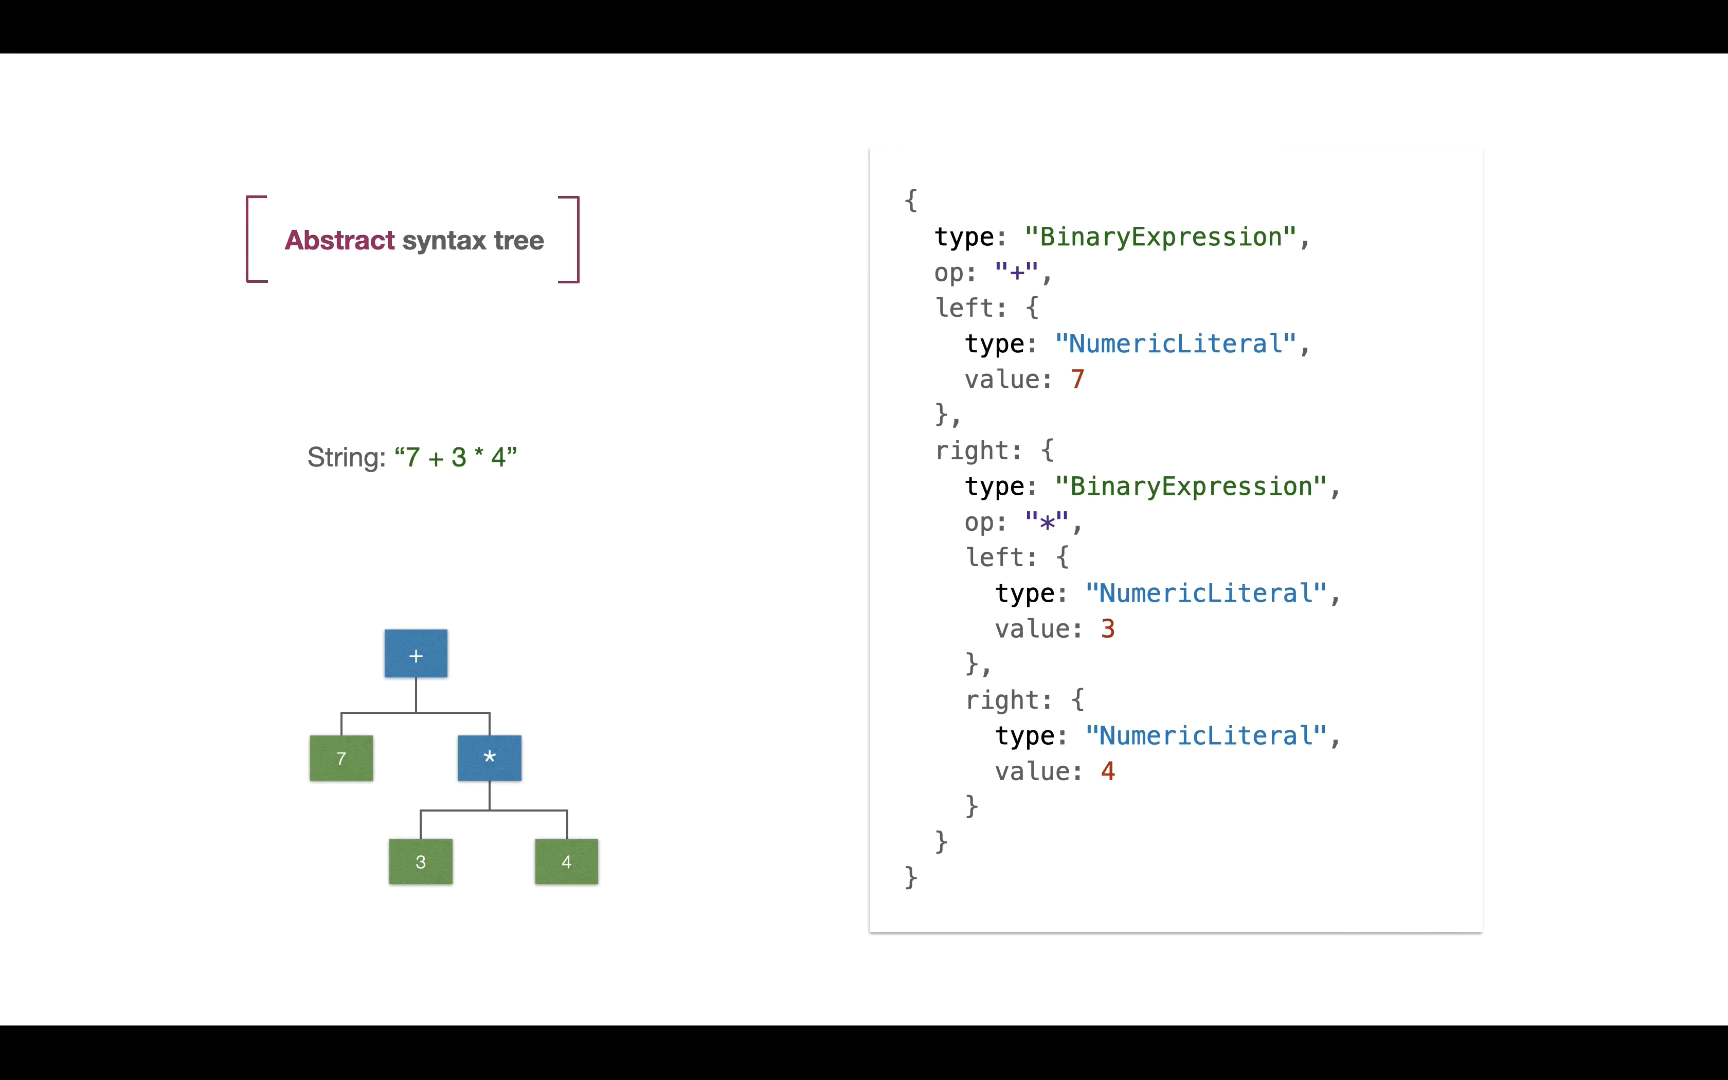 Abstract syntax tree
String: “7 + 3 * 4”
+
7
*
3
4
{
  type: "BinaryExpression",
  op: "+",
  left: {
    type: "NumericLiteral",
    value: 7
  },
  right: {
    type: "BinaryExpression",
    op: "*",
    left: {
      type: "NumericLiteral",
      value: 3
    },
    right: {
      type: "NumericLiteral",
      value: 4
    }
  }
}